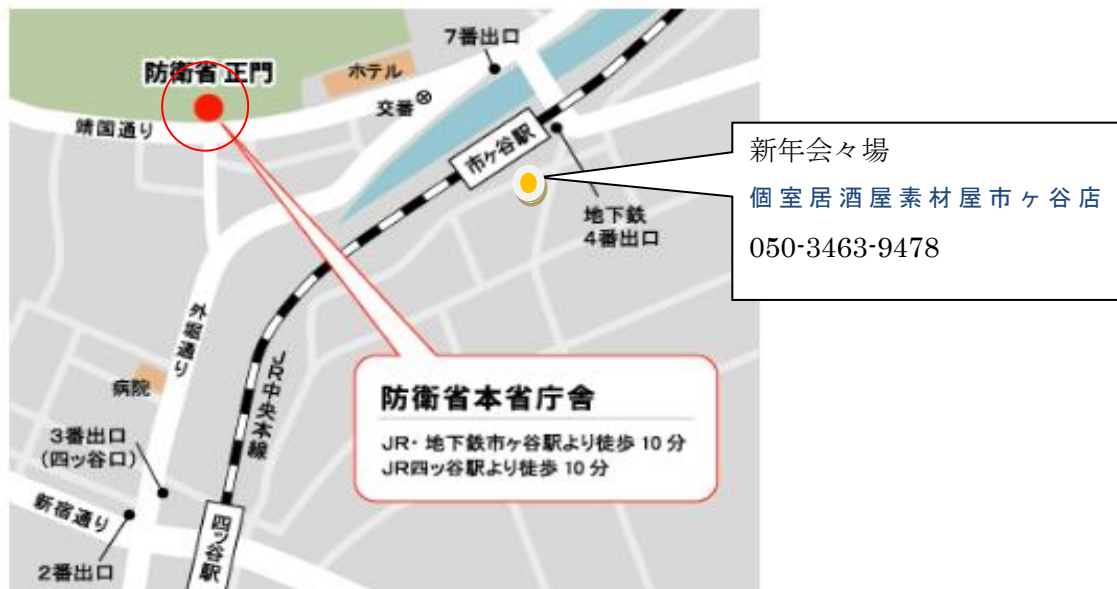 7番出口
防衛省 正門
ホテル
交番
靖国通り
市ヶ谷駅
新年会々場
個室居酒屋素材屋市ヶ谷店
050-3463-9478
地下鉄
4番出口
外堀通り
JR中央本線
病院
防衛省本省庁舎
JR・地下鉄市ヶ谷駅より徒歩10分
JR四ッ谷駅より徒歩10分
3番出口
(四ッ谷口)
新宿通り
四ッ谷駅
2番出口